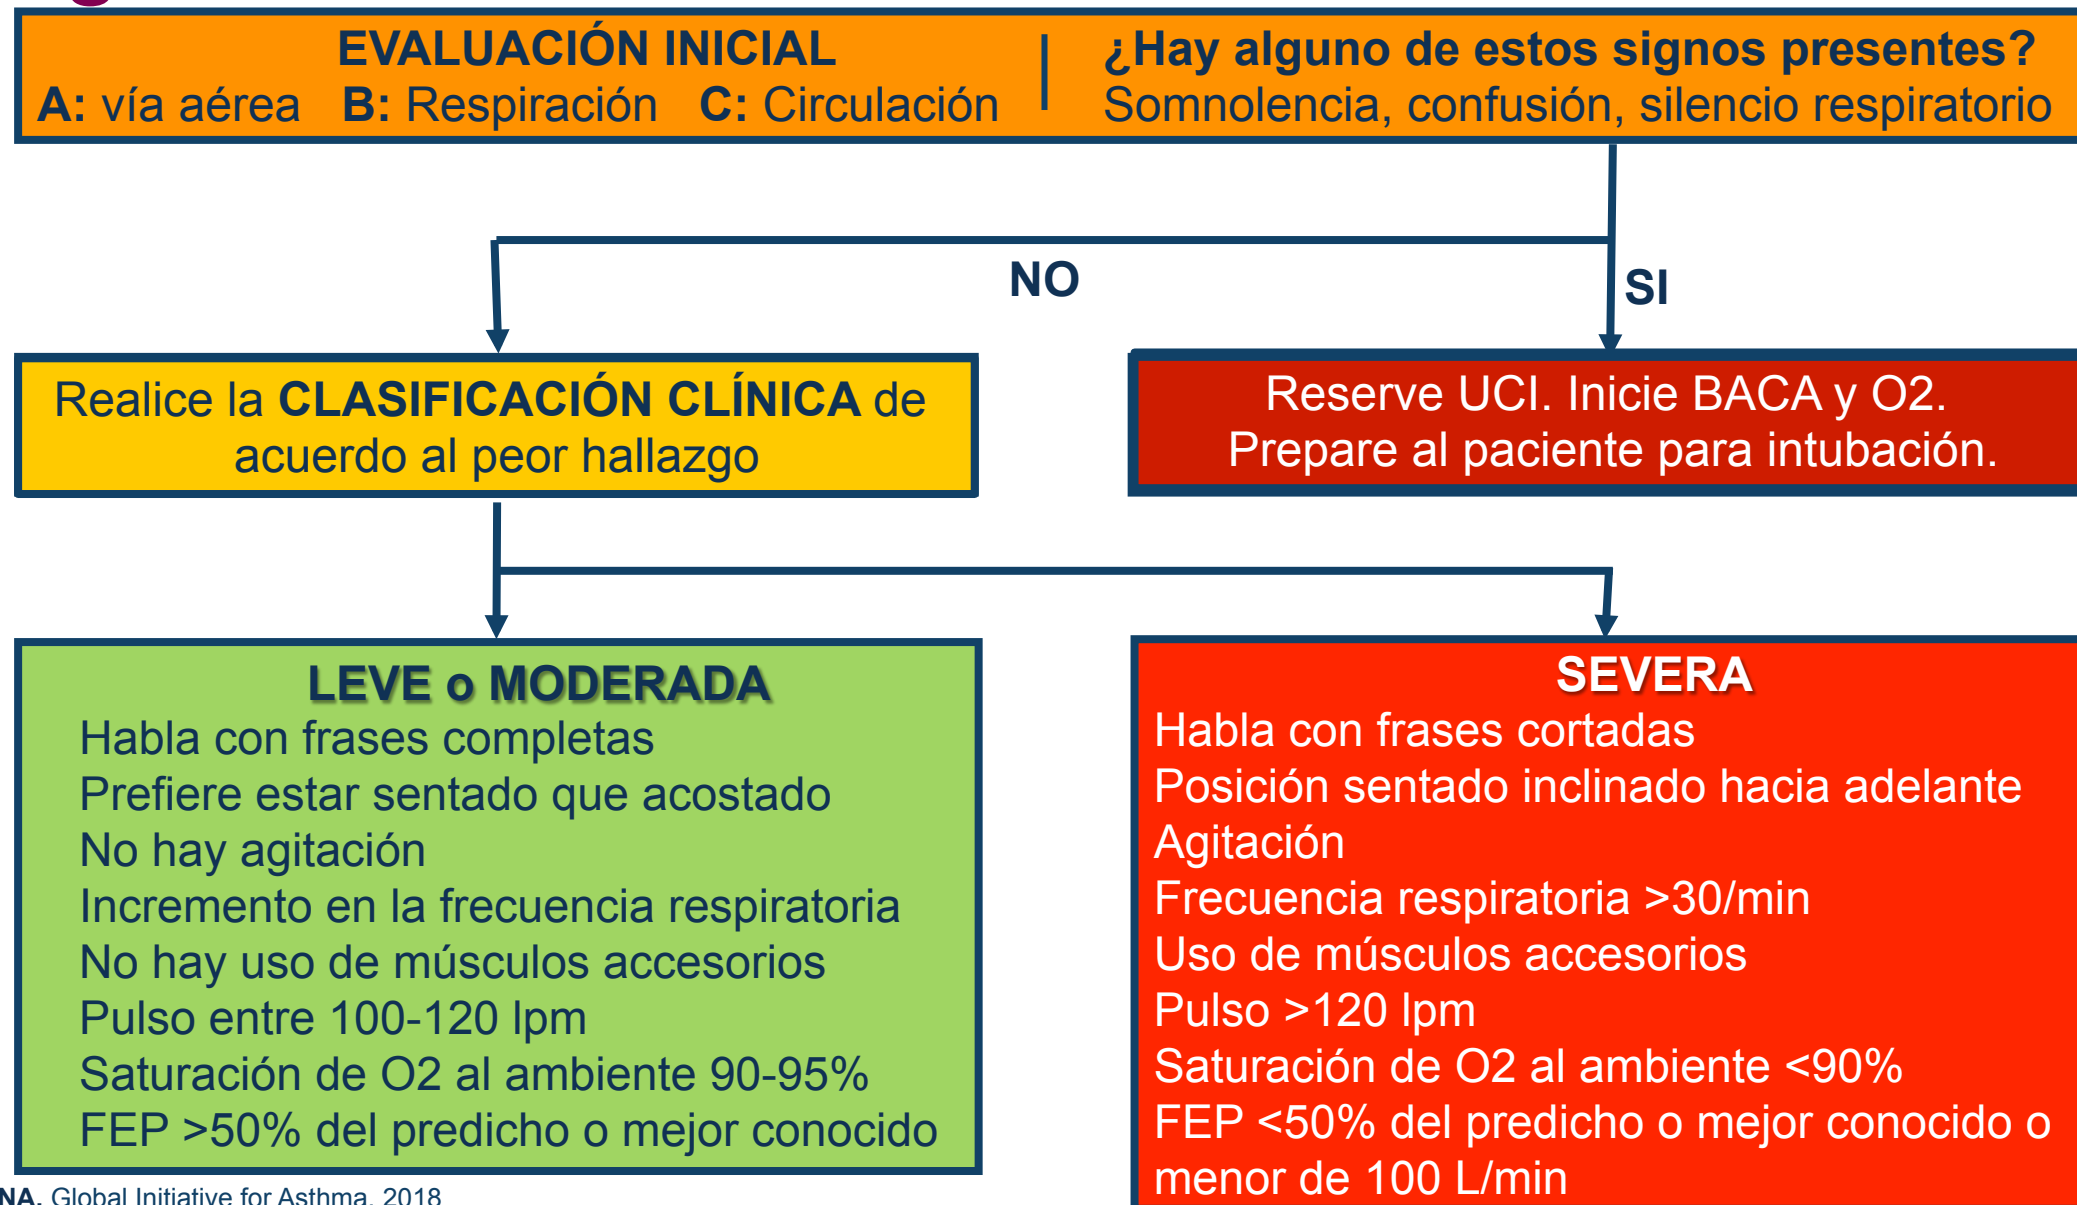 EVALUACIÓN INICIAL
A: vía aérea B: Respiración C: Circulación
¿Hay alguno de estos signos presentes?
Somnolencia, confusión, silencio respiratorio
NO
SI
Realice la CLASIFICACIÓN CLÍNICA de
acuerdo al peor hallazgo
Reserve UCI. Inicie BACA y O2.
Prepare al paciente para intubación.
LEVE o MODERADA
Habla con frases completas
Prefiere estar sentado que acostado
No hay agitación
Incremento en la frecuencia respiratoria
No hay uso de músculos accesorios
Pulso entre 100-120 lpm
Saturación de O2 al ambiente 90-95%
FEP >50% del predicho o mejor conocido
SEVERA
Habla con frases cortadas
Posición sentado inclinado hacia adelante
Agitación
Frecuencia respiratoria >30/min
Uso de músculos accesorios
Pulso >120 lpm
Saturación de O2 al ambiente <90%
FEP <50% del predicho o mejor conocido o
menor de 100 L/min
NA. Global Initiative for Asthma. 2018